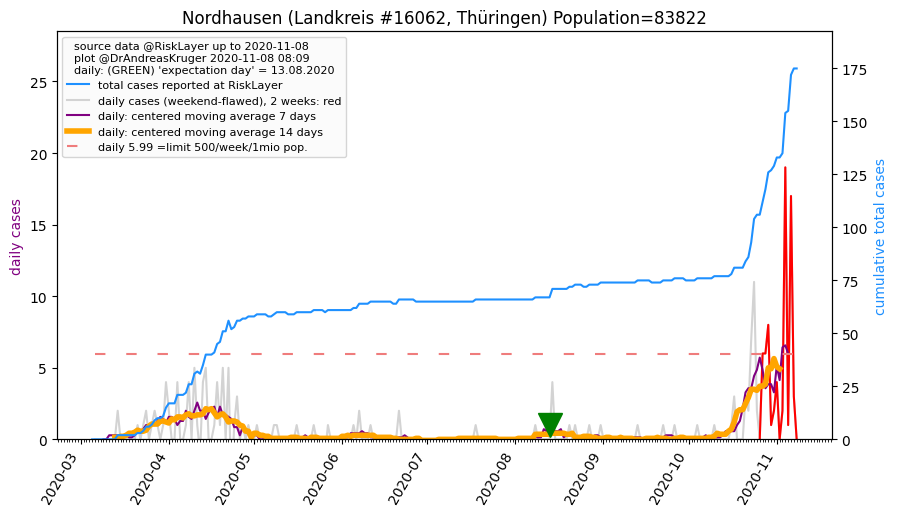 Nordhausen (Landkreis #16062, Thüringen) Population=83822
source data @RiskLayer up to 2020-11-08
plot @DrAndreasKruger 2020-11-08 08:09
daily: (GREEN) 'expectation day' = 13.08.2020
total cases reported at RiskLayer
daily cases (weekend-flawed), 2 weeks: red
daily: centered moving average 7 days
daily: centered moving average 14 days
daily 5.99 =limit 500/week/1mio pop.
daily cases
25
20
15
10
5
0
cumulative total cases
175
150
125
100
75
50
25
0
2020-03
2020-04
2020-05
2020-06
2020-07
2020-08
2020-09
2020-10
2020-11